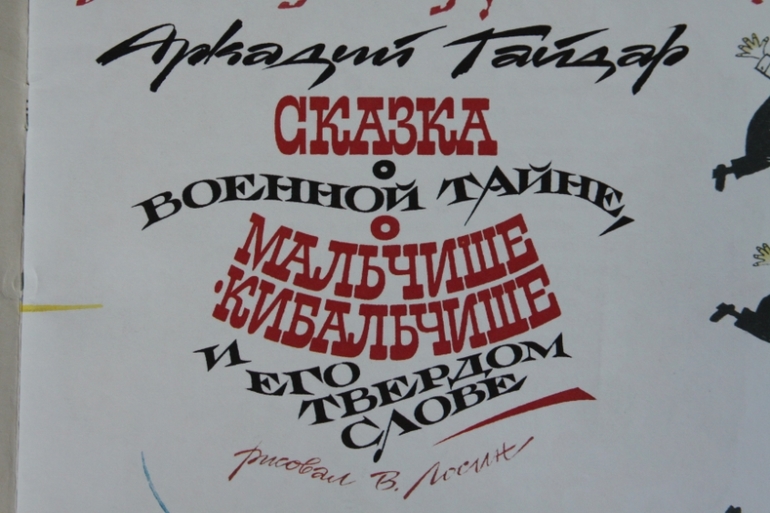 Аркадий Гайдар
СКАЗКА
О
ВОЕННОЙ ТАЙНЕ,
О
МАЛЬЧИШЕ
-КИБАЛЬЧИШЕ
И ЕГО
ТВЕРДОМ
СЛОВЕ
рисовал В. Лосин